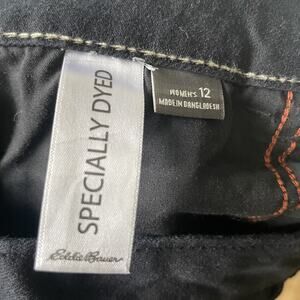 SPECIALLY DYED
Eddie Bauer
WOMEN'S 12
MADE IN BANGLADESH